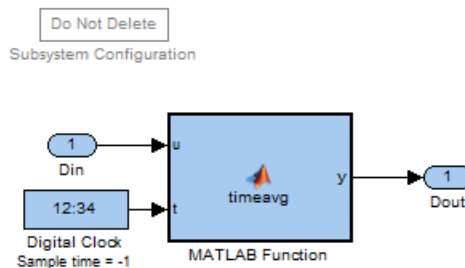 Do Not Delete
Subsystem Configuration
1
Din
u
12:34
t
Digital Clock
Sample time = -1
timeavg
y
MATLAB Function
1
Dout